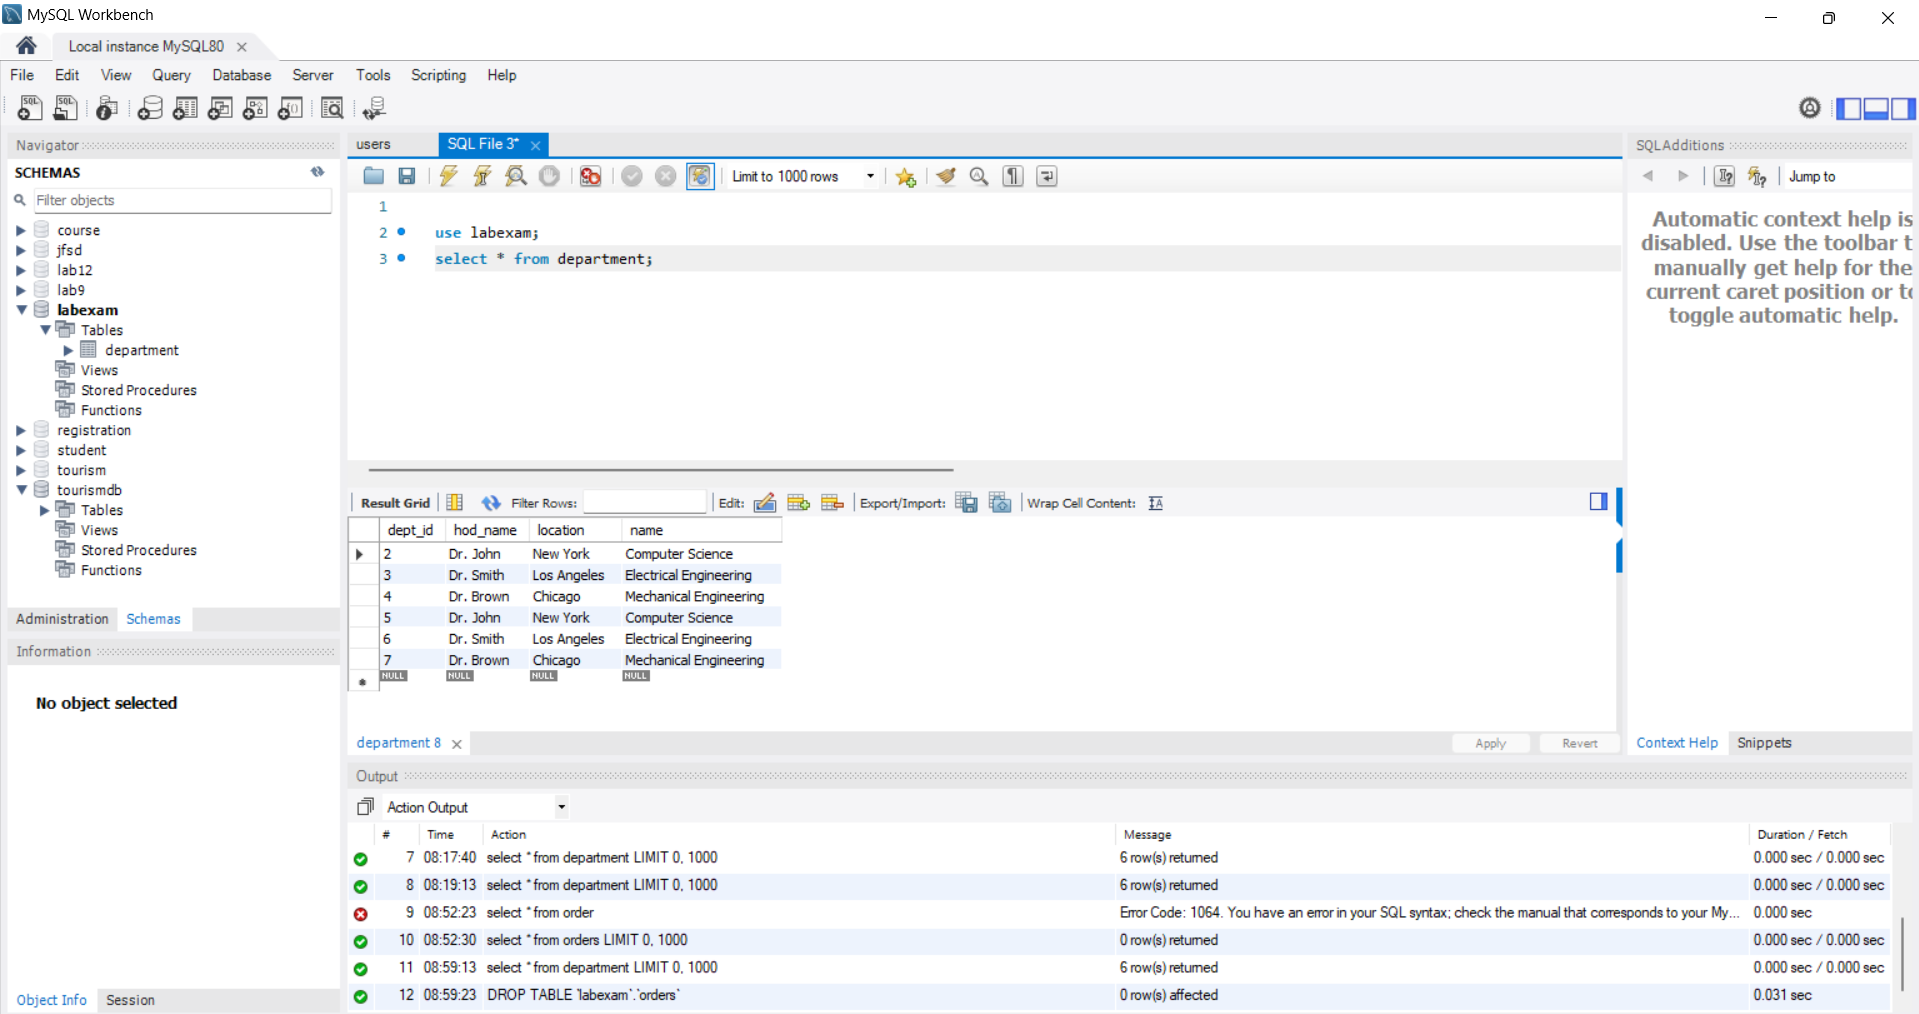 MySQL Workbench
Local instance MySQL80
File Edit View Query Database Server Tools Scripting Help
Navigator
SCHEMAS
Filter objects
course
jfsd
lab12
lab9
labexam
Tables
department
Views
Stored Procedures
Functions
registration
student
tourism
tourismdb
Tables
Views
Stored Procedures
Functions
Administration Schemas
Information
No object selected
Object Info Session
users SQL File 3*
Limit to 1000 rows
1
2 use labexam;
3 select * from department;
Result Grid Filter Rows: Edit: Export/Import: Wrap Cell Content:
dept_id hod_name location name
2 Dr. John New York Computer Science
3 Dr. Smith Los Angeles Electrical Engineering
4 Dr. Brown Chicago Mechanical Engineering
5 Dr. John New York Computer Science
6 Dr. Smith Los Angeles Electrical Engineering
7 Dr. Brown Chicago Mechanical Engineering
NULL NULL NULL NULL
department 8 Apply Revert
SQLAdditions
Jump to
Automatic context help is
disabled. Use the toolbar t
manually get help for the
current caret position or to
toggle automatic help.
Context Help Snippets
Output
Action Output
# Time Action Message Duration / Fetch
7 08:17:40 select * from department LIMIT 0, 1000 6 row(s) returned 0.000 sec / 0.000 sec
8 08:19:13 select * from department LIMIT 0, 1000 6 row(s) returned 0.000 sec / 0.000 sec
9 08:52:23 select * from order Error Code: 1064. You have an error in your SQL syntax; check the manual that corresponds to your My... 0.000 sec
10 08:52:30 select * from orders LIMIT 0, 1000 0 row(s) returned 0.000 sec / 0.000 sec
11 08:59:13 select * from department LIMIT 0, 1000 6 row(s) returned 0.000 sec / 0.000 sec
12 08:59:23 DROP TABLE `labexam`.`orders` 0 row(s) affected 0.031 sec